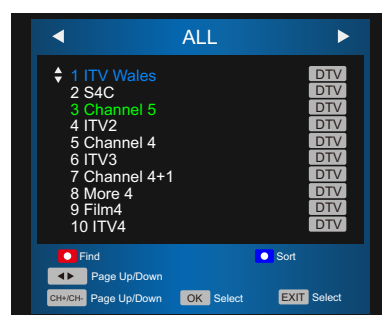 ALL
1 ITV Wales DTV
2 S4C DTV
3 Channel 5 DTV
4 ITV2 DTV
5 Channel 4 DTV
6 ITV3 DTV
7 Channel 4+1 DTV
8 More 4 DTV
9 Film4 DTV
10 ITV4 DTV
Find Sort
Page Up/Down
CH+/CH- Page Up/Down OK Select EXIT Select